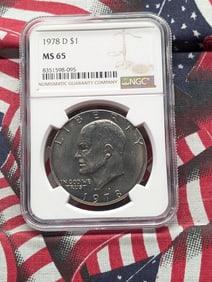 1978 D $1
MS 65
8351598-095
NUMISMATIC GUARANTY COMPANY
NGC
LIBERTY
IN GOD WE
TRUST
1978